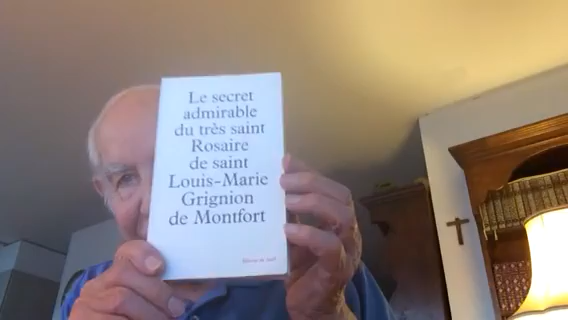 Le secret
admirable
du très saint
Rosaire
de saint
Louis-Marie
Grignion
de Montfort